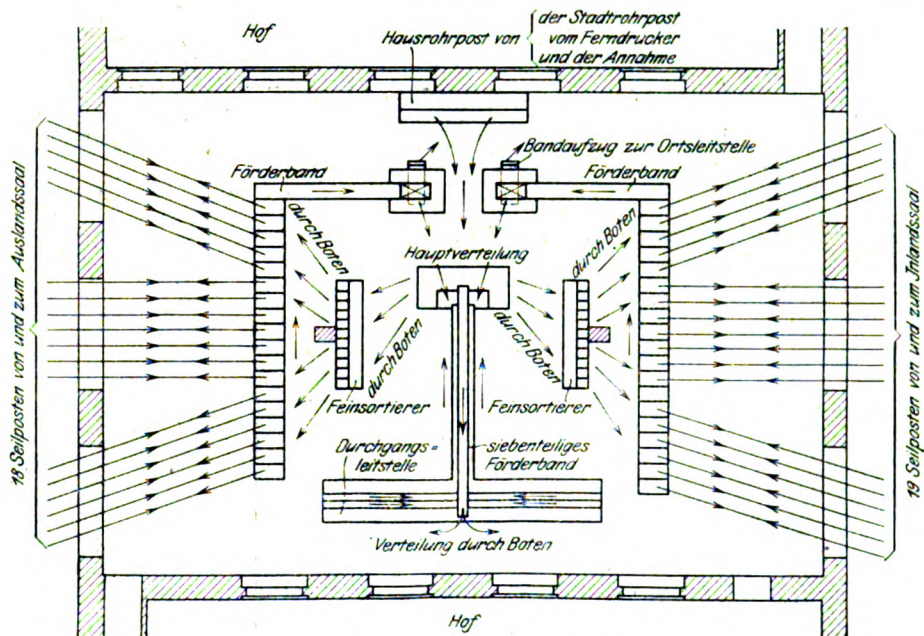 Hof
Hausrohrpost von
der Stadtrohrpost
vom Ferndrucker
und der Annahme
Bandaufzug zur Ortsleitstelle
Förderband
Förderband
durch Boten
durch Boten
Hauptverteilung
18 Seilposten von und zum Auslandssaal
19 Seilposten von und zum Inlandssaal
durch Boten
durch Boten
Feinsortierer
Feinsortierer
Durchgangs=
leitstelle
siebenteiliges
Förderband
Verteilung durch Boten
Hof